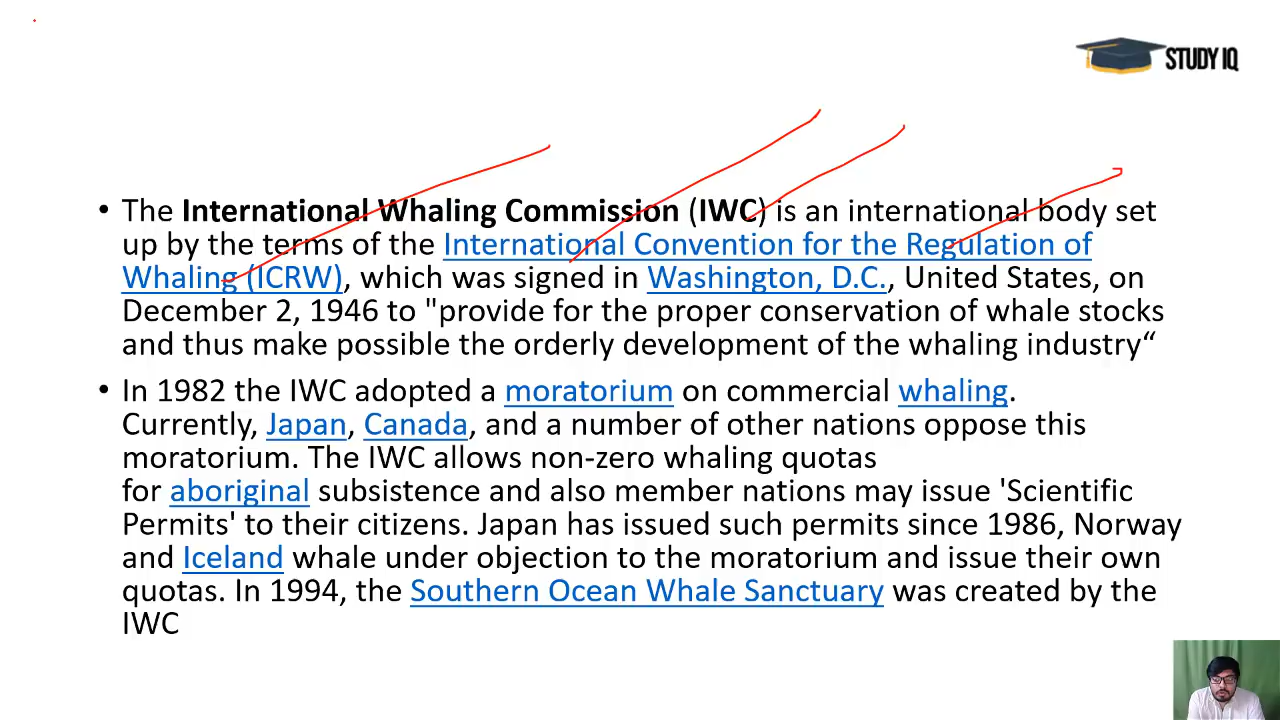 STUDY IQ
• The International Whaling Commission (IWC) is an international body set
up by the terms of the International Convention for the Regulation of
Whaling (ICRW), which was signed in Washington, D.C., United States, on
December 2, 1946 to "provide for the proper conservation of whale stocks
and thus make possible the orderly development of the whaling industry“
• In 1982 the IWC adopted a moratorium on commercial whaling.
Currently, Japan, Canada, and a number of other nations oppose this
moratorium. The IWC allows non-zero whaling quotas
for aboriginal subsistence and also member nations may issue 'Scientific
Permits' to their citizens. Japan has issued such permits since 1986, Norway
and Iceland whale under objection to the moratorium and issue their own
quotas. In 1994, the Southern Ocean Whale Sanctuary was created by the
IWC